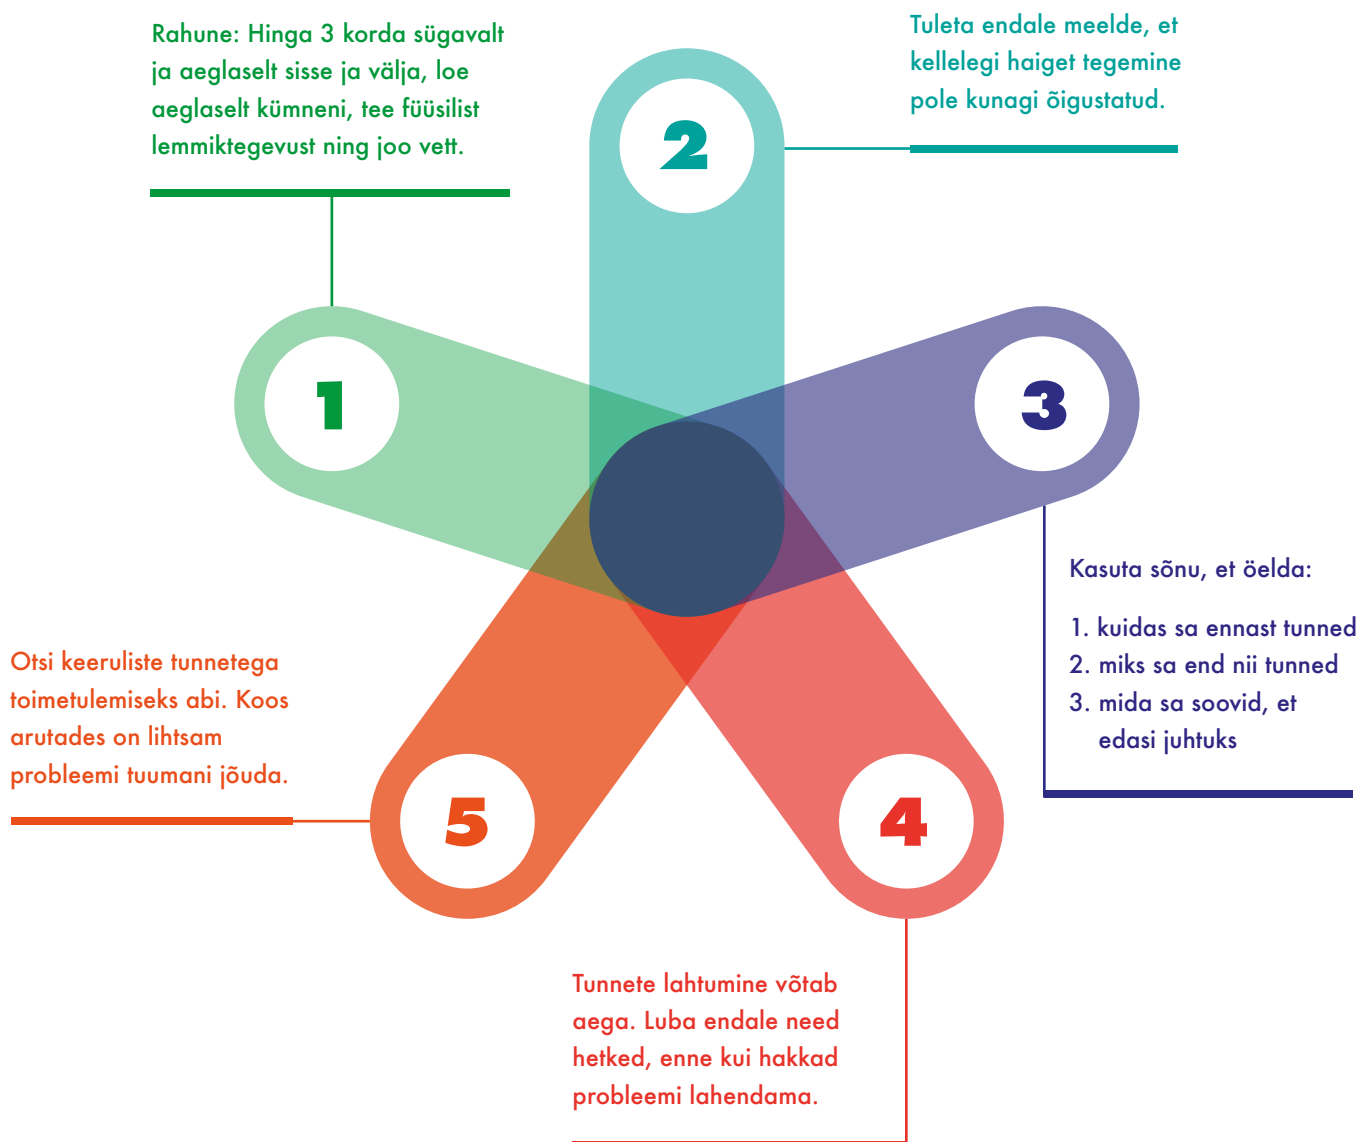 Rahune: Hinga 3 korda sügavalt
ja aeglaselt sisse ja välja, loe
aeglaselt kümneni, tee füüsilist
lemmiktegevust ning joo vett.
1
Tuleta endale meelde, et
kellelegi haiget tegemine
pole kunagi õigustatud.
2
3
Kasuta sõnu, et öelda:
1. kuidas sa ennast tunned
2. miks sa end nii tunned
3. mida sa soovid, et
edasi juhtuks
4
Tunnete lahtumine võtab
aega. Luba endale need
hetked, enne kui hakkad
probleemi lahendama.
Otsi keeruliste tunnetega
toimetulemiseks abi. Koos
arutades on lihtsam
probleemi tuumani jõuda.
5